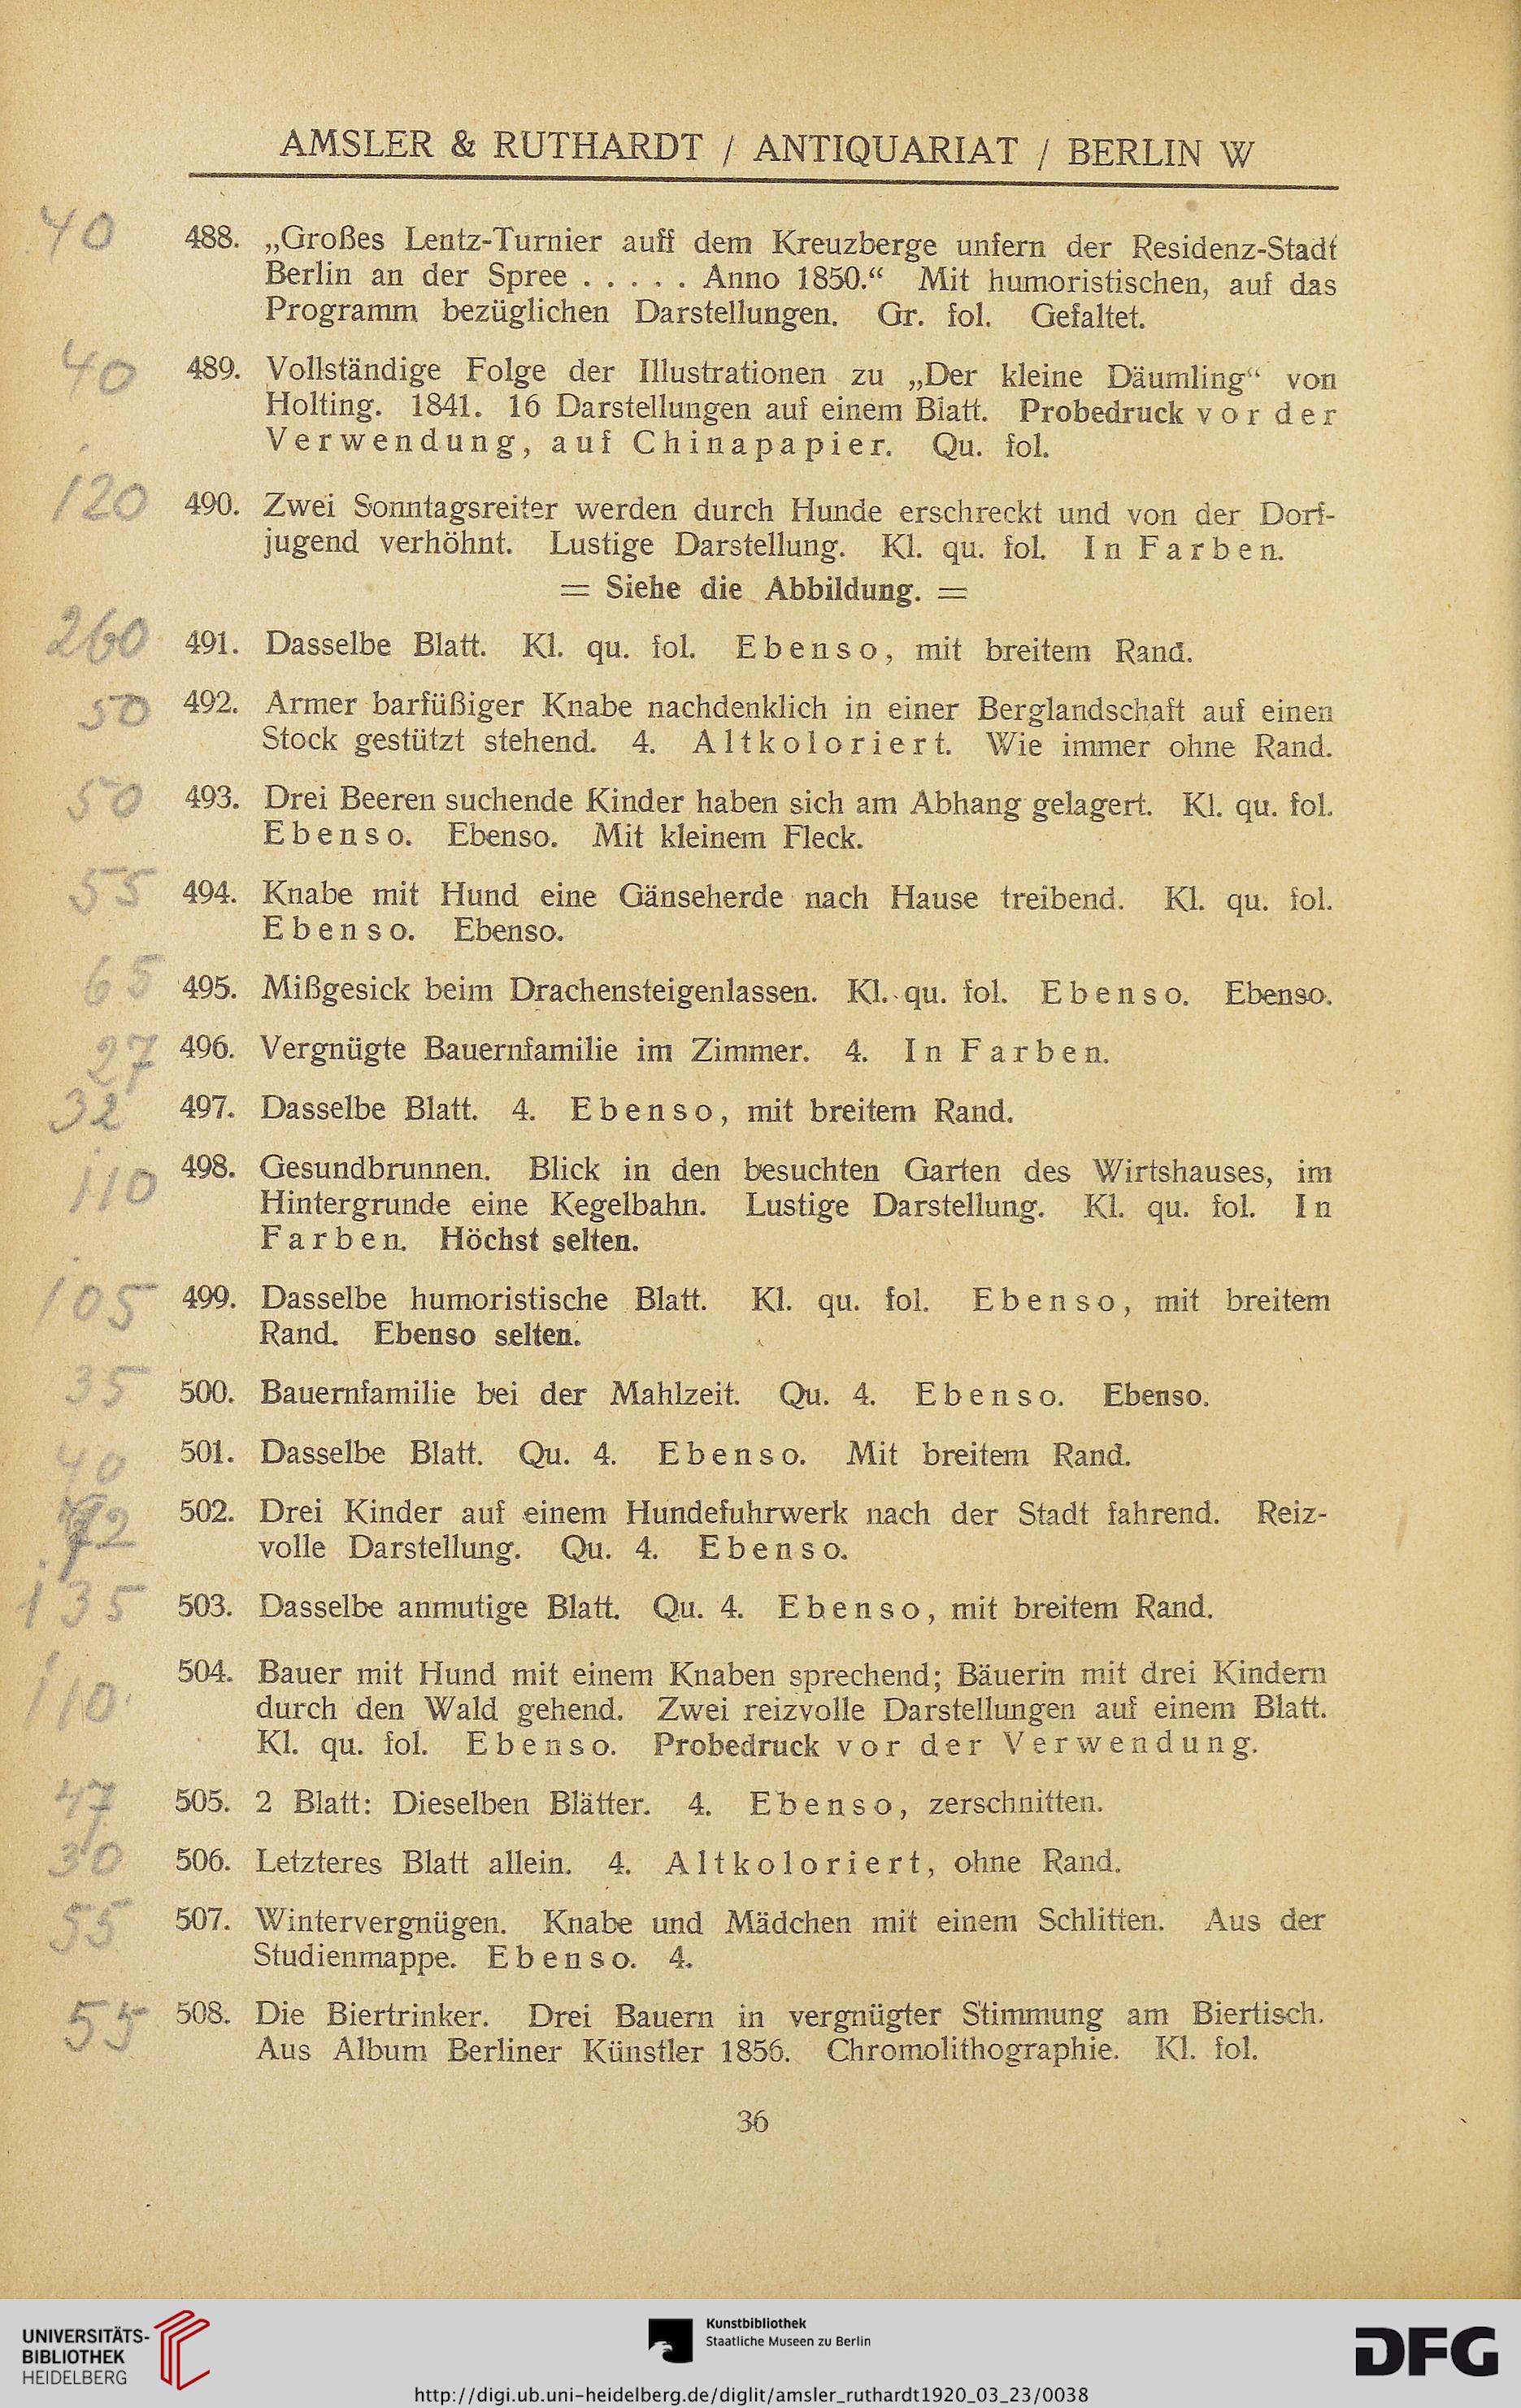 AMSLER & RUTHARDT / ANTIQUARIAT / BERLIN W
40 488. „Großes Lentz-Turnier auff dem Kreuzberge unfern der Residenz-Stadt
Berlin an der Spree . . . . . Anno 1850.“ Mit humoristischen, auf das
Programm bezüglichen Darstellungen. Gr. fol. Gefaltet.
40 489. Vollständige Folge der Illustrationen zu „Der kleine Däumling“ von
Holting. 1841. 16 Darstellungen auf einem Blatt. Probedruck vor der
Verwendung, auf Chinapapier. Qu. fol.
120 490. Zwei Sonntagsreiter werden durch Hunde erschreckt und von der Dorf-
jugend verhöhnt. Lustige Darstellung. Kl. qu. fol. In Farben.
= Siehe die Abbildung. =
260 491. Dasselbe Blatt. Kl. qu. fol. Ebenso, mit breitem Rand.
50 492. Armer barfüßiger Knabe nachdenklich in einer Berglandschaft auf einen
Stock gestützt stehend. 4. Altkoloriert. Wie immer ohne Rand.
50 493. Drei Beeren suchende Kinder haben sich am Abhang gelagert. Kl. qu. fol.
Ebenso. Ebenso. Mit kleinem Fleck.
55 494. Knabe mit Hund eine Gänseherde nach Hause treibend. Kl. qu. fol.
Ebenso. Ebenso.
65 495. Mißgesick beim Drachensteigenlassen. Kl. qu. fol. Ebenso. Ebenso.
27 496. Vergnügte Bauernfamilie im Zimmer. 4. In Farben.
32 497. Dasselbe Blatt. 4. Ebenso, mit breitem Rand.
110 498. Gesundbrunnen. Blick in den besuchten Garten des Wirtshauses, im
Hintergrunde eine Kegelbahn. Lustige Darstellung. Kl. qu. fol. In
Farben. Höchst selten.
105 499. Dasselbe humoristische Blatt. Kl. qu. fol. Ebenso, mit breitem
Rand. Ebenso selten.
35 500. Bauernfamilie bei der Mahlzeit. Qu. 4. Ebenso. Ebenso.
40 501. Dasselbe Blatt. Qu. 4. Ebenso. Mit breitem Rand.
502. Drei Kinder auf einem Hundefuhrwerk nach der Stadt fahrend. Reiz-
volle Darstellung. Qu. 4. Ebenso.
135 503. Dasselbe anmutige Blatt. Qu. 4. Ebenso, mit breitem Rand.
110 504. Bauer mit Hund mit einem Knaben sprechend; Bäuerin mit drei Kindern
durch den Wald gehend. Zwei reizvolle Darstellungen auf einem Blatt.
Kl. qu. fol. Ebenso. Probedruck vor der Verwendung.
47 505. 2 Blatt: Dieselben Blätter. 4. Ebenso, zerschnitten.
30 506. Letzteres Blatt allein. 4. Altkoloriert, ohne Rand.
55 507. Wintervergnügen. Knabe und Mädchen mit einem Schlitten. Aus der
Studienmappe. Ebenso. 4.
55 508. Die Biertrinker. Drei Bauern in vergnügter Stimmung am Biertisch.
Aus Album Berliner Künstler 1856. Chromolithographie. Kl. fol.
36
UNIVERSITÄTS-
BIBLIOTHEK
HEIDELBERG
Kunstbibliothek
Staatliche Museen zu Berlin
DFG
http://digi.ub.uni-heidelberg.de/diglit/amsler_ruthardt1920_03_23/0038